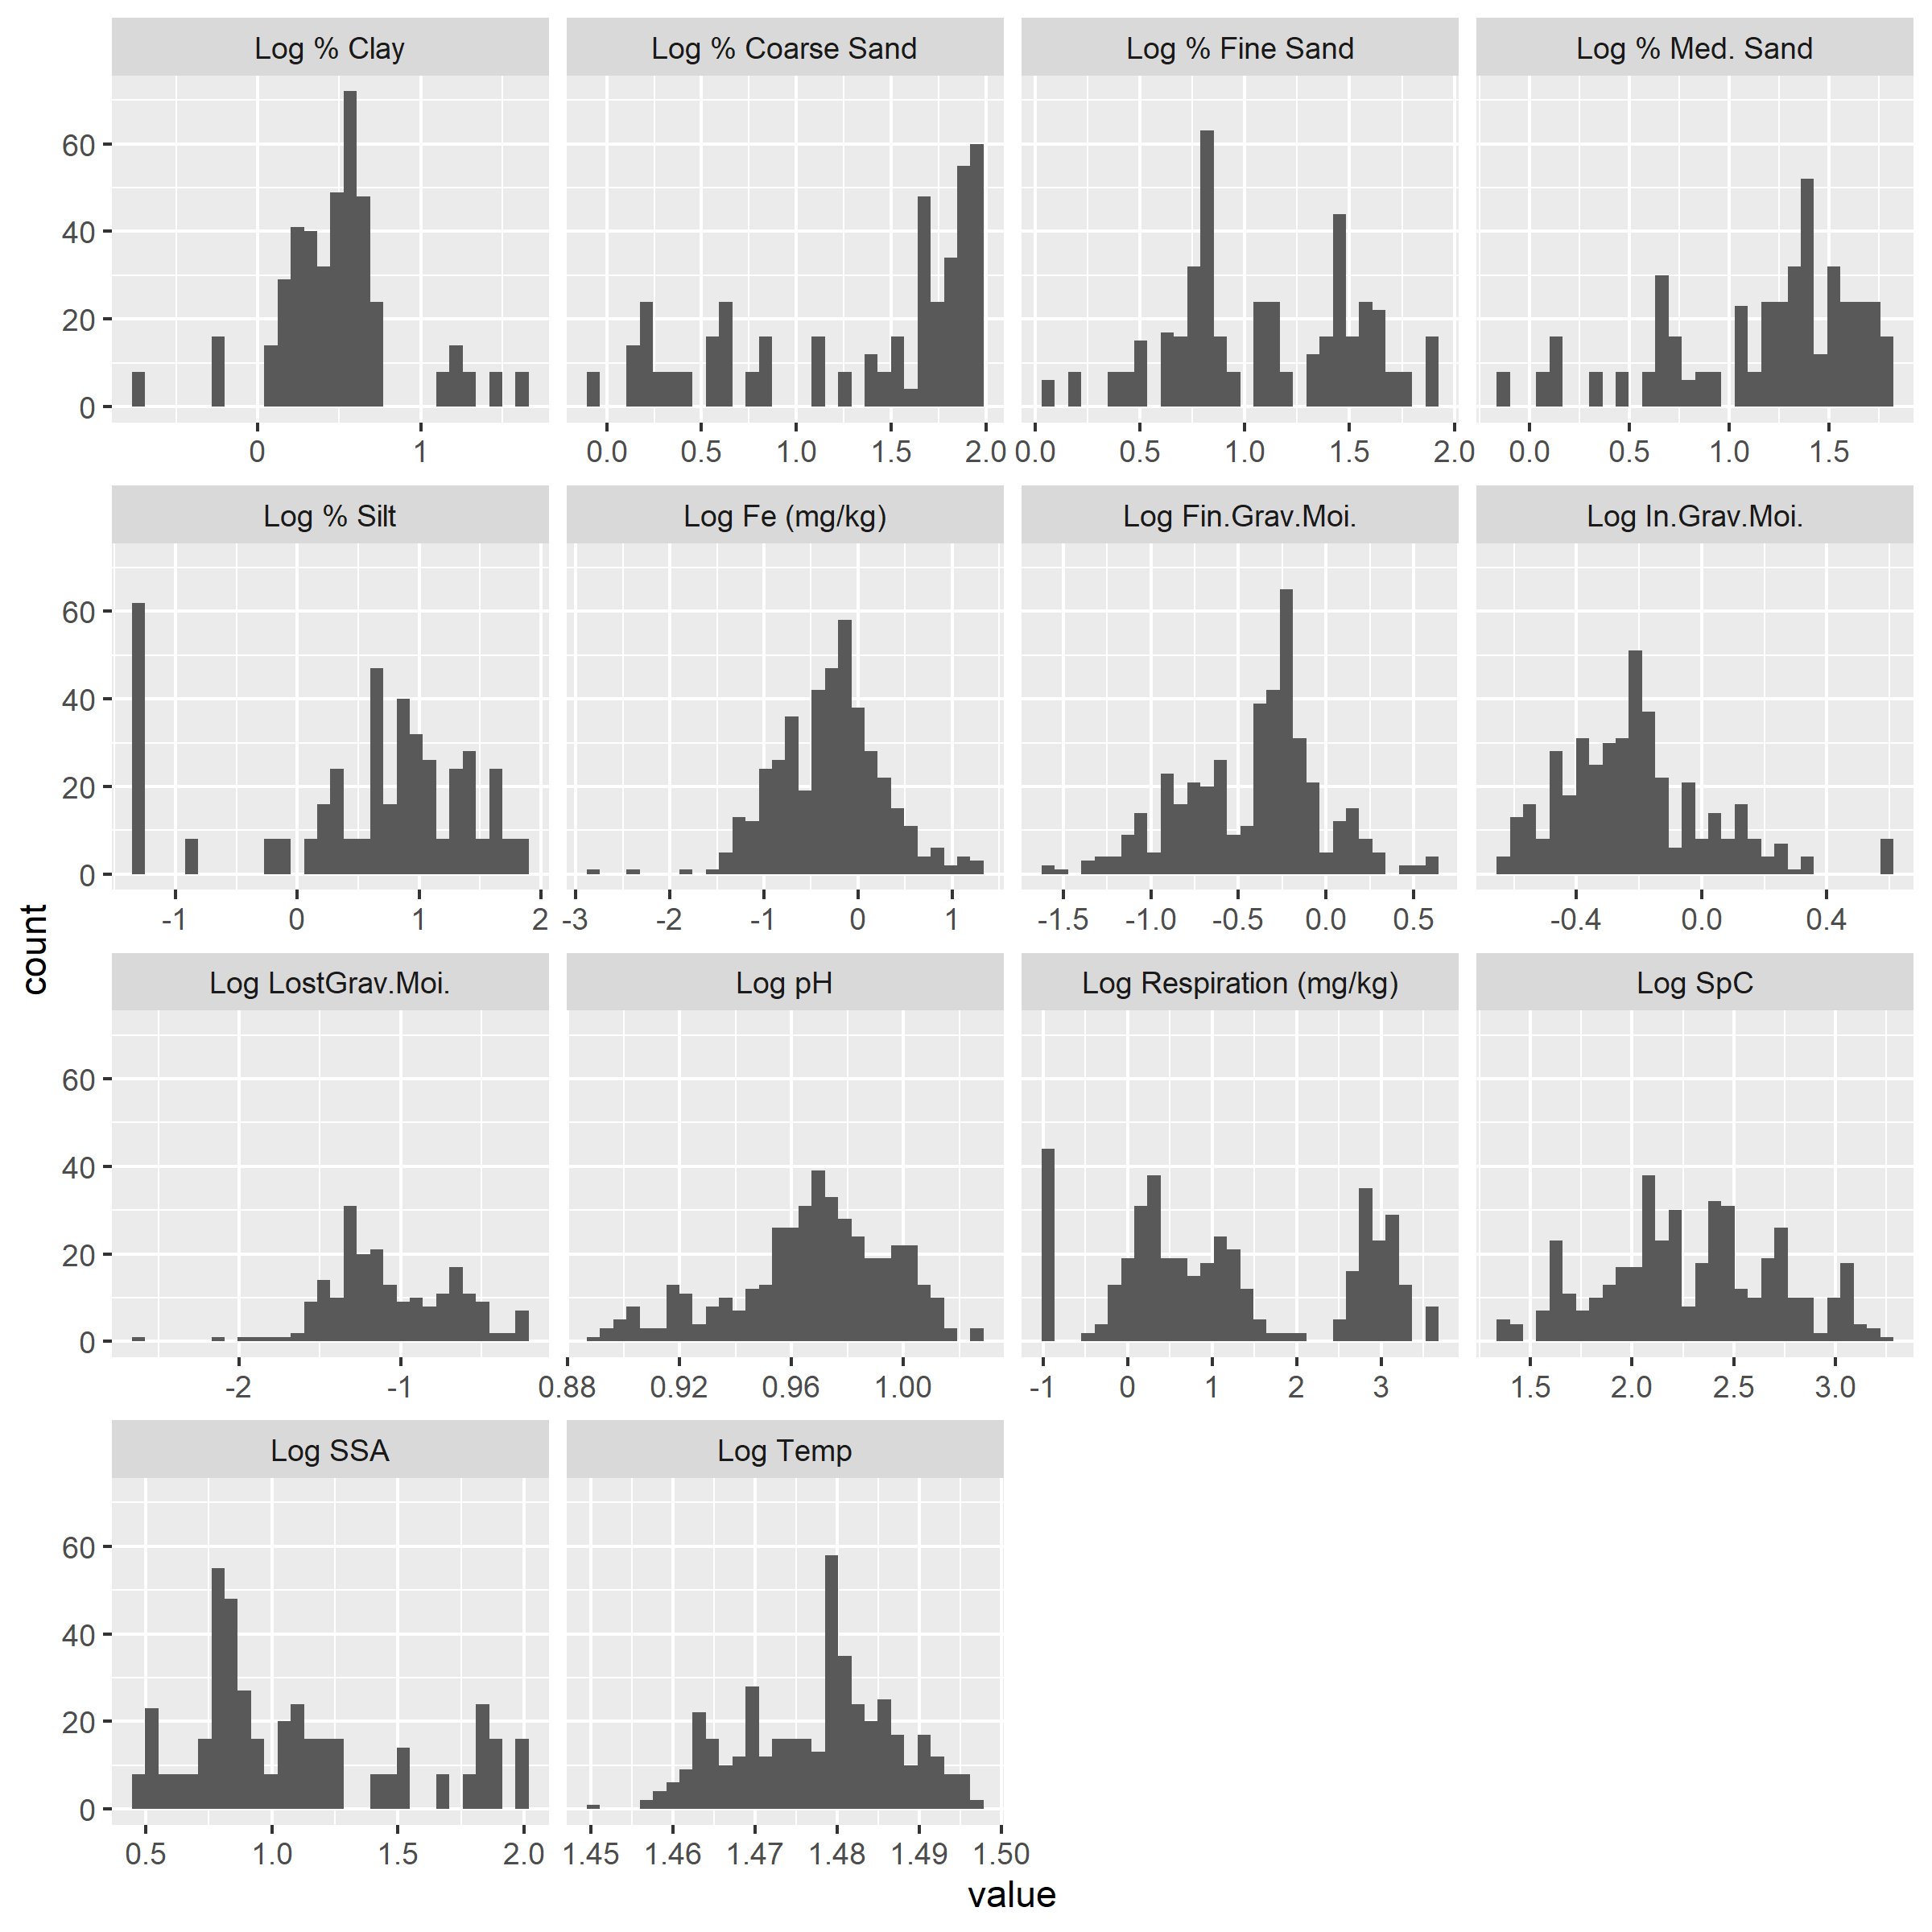 Log % Clay Log % Coarse Sand Log % Fine Sand Log % Med. Sand
60
40
20
0
0 1 0.0 0.5 1.0 1.5 2.0 0.0 0.5 1.0 1.5 2.0 0.0 0.5 1.0 1.5
Log % Silt Log Fe (mg/kg) Log Fin.Grav.Moi. Log In.Grav.Moi.
60
40
20
0
-1 0 1 2 -3 -2 -1 0 1 -1.5 -1.0 -0.5 0.0 0.5 -0.4 0.0 0.4
count
Log LostGrav.Moi. Log pH Log Respiration (mg/kg) Log SpC
60
40
20
0
-2 -1 0.88 0.92 0.96 1.00 -1 0 1 2 3 1.5 2.0 2.5 3.0
Log SSA Log Temp
60
40
20
0
0.5 1.0 1.5 2.0 1.45 1.46 1.47 1.48 1.49 1.50
value